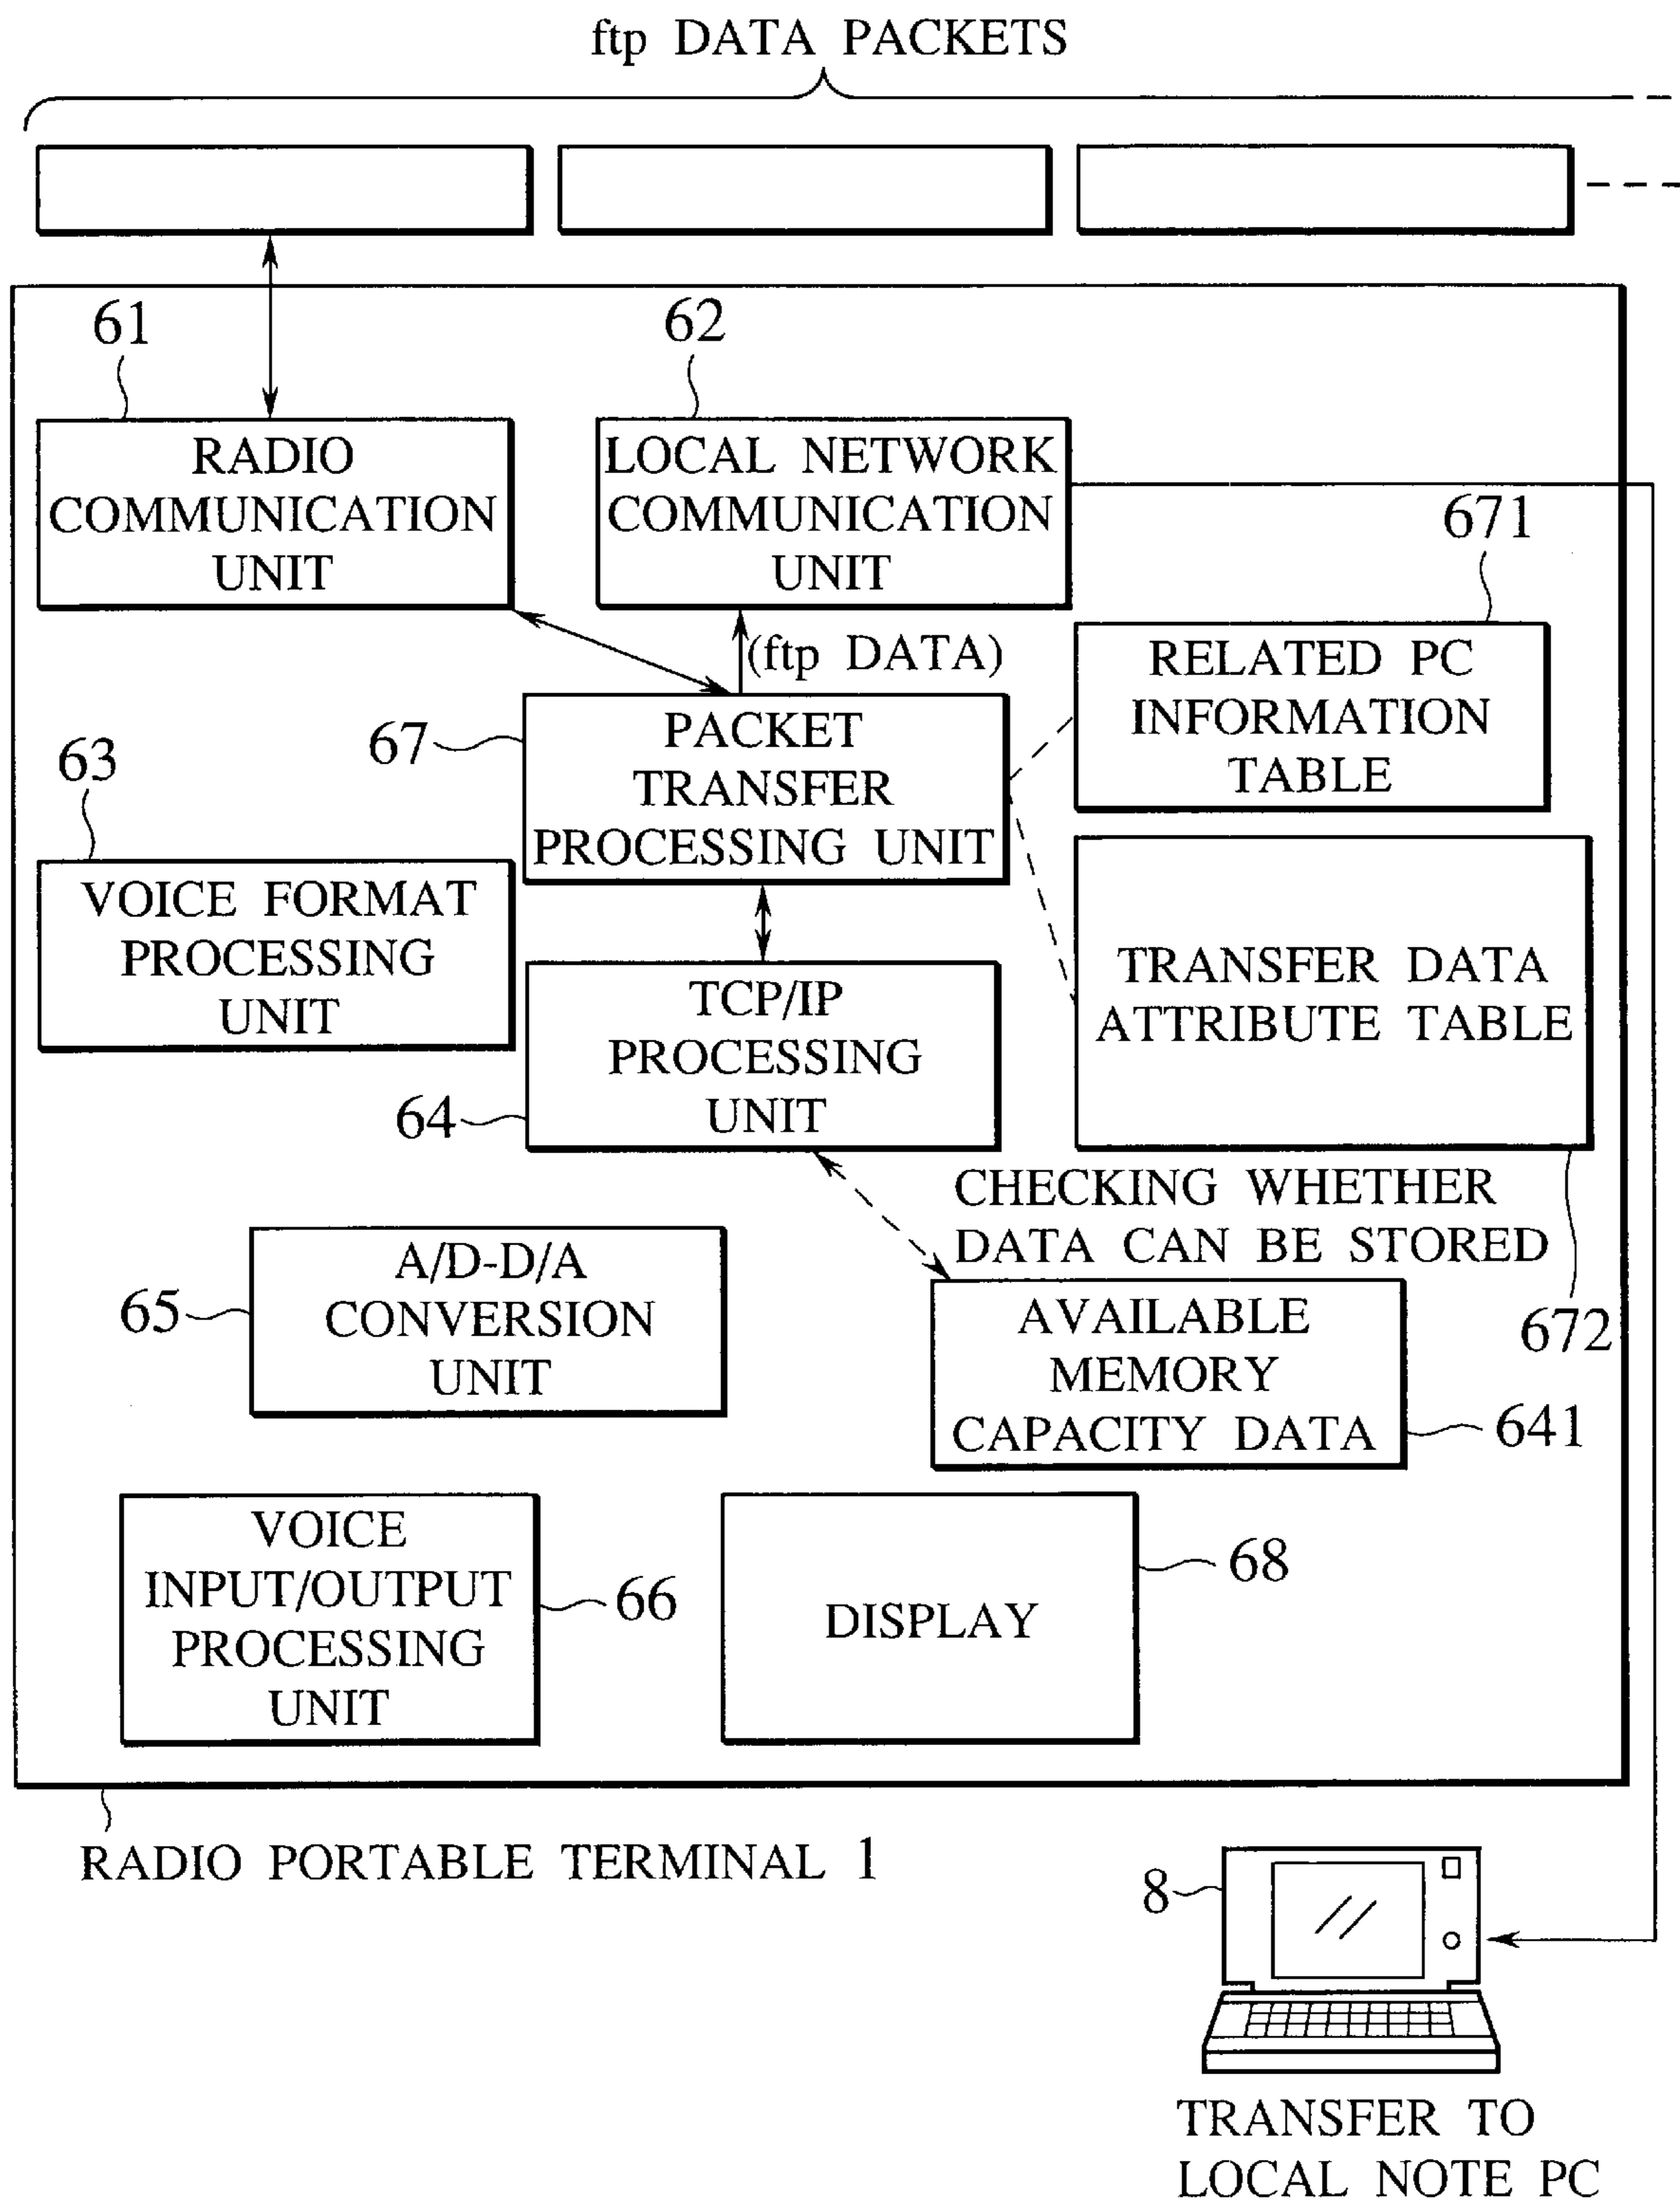 ftp DATA PACKETS
61
62
RADIO
COMMUNICATION
UNIT
LOCAL NETWORK
COMMUNICATION
UNIT
671
(ftp DATA)
RELATED PC
INFORMATION
TABLE
67
PACKET
TRANSFER
PROCESSING UNIT
63
VOICE FORMAT
PROCESSING
UNIT
TRANSFER DATA
ATTRIBUTE TABLE
TCP/IP
PROCESSING
UNIT
64
CHECKING WHETHER
DATA CAN BE STORED
672
A/D-D/A
CONVERSION
UNIT
65
AVAILABLE
MEMORY
CAPACITY DATA
641
VOICE
INPUT/OUTPUT
PROCESSING
UNIT
66
DISPLAY
68
RADIO PORTABLE TERMINAL 1
8
TRANSFER TO
LOCAL NOTE PC